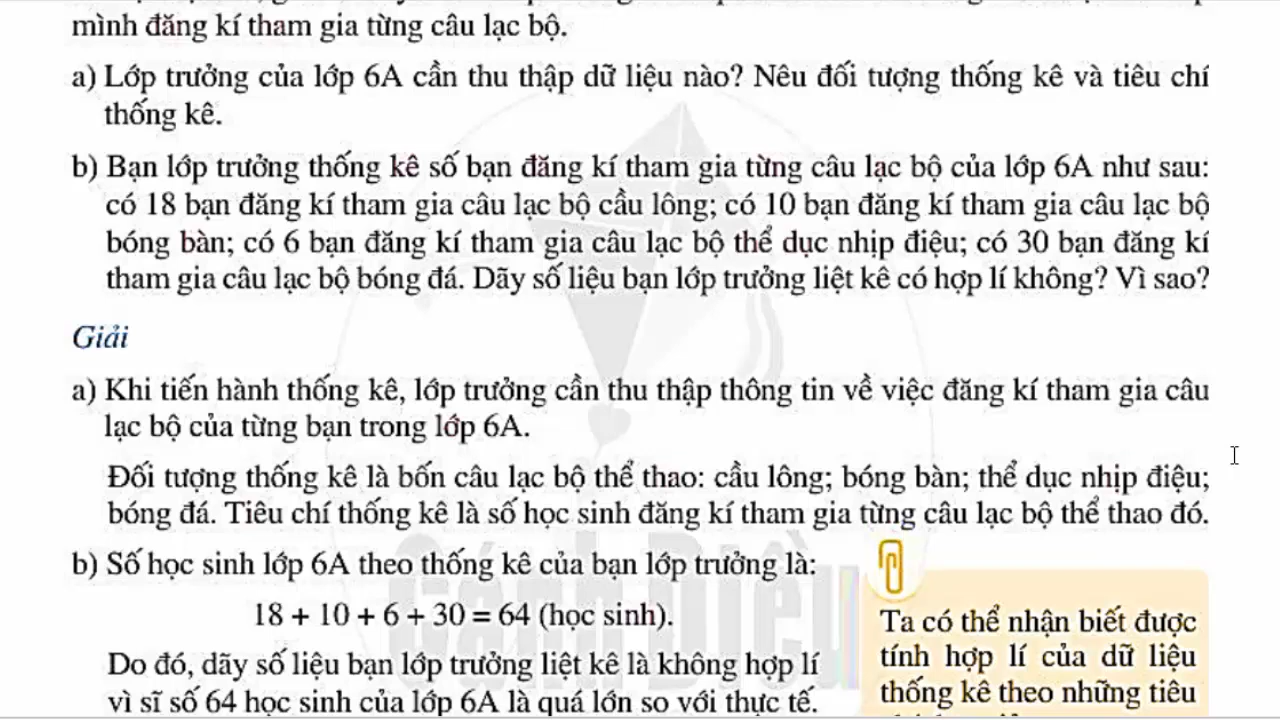 mình đăng kí tham gia từng câu lạc bộ.
a) Lớp trưởng của lớp 6A cần thu thập dữ liệu nào? Nêu đối tượng thống kê và tiêu chí
thống kê.
b) Bạn lớp trưởng thống kê số bạn đăng kí tham gia từng câu lạc bộ của lớp 6A như sau:
có 18 bạn đăng kí tham gia câu lạc bộ cầu lông; có 10 bạn đăng kí tham gia câu lạc bộ
bóng bàn; có 6 bạn đăng kí tham gia câu lạc bộ thể dục nhịp điệu; có 30 bạn đăng kí
tham gia câu lạc bộ bóng đá. Dãy số liệu bạn lớp trưởng liệt kê có hợp lí không? Vì sao?
Giải
a) Khi tiến hành thống kê, lớp trưởng cần thu thập thông tin về việc đăng kí tham gia câu
lạc bộ của từng bạn trong lớp 6A.
Đối tượng thống kê là bốn câu lạc bộ thể thao: cầu lông; bóng bàn; thể dục nhịp điệu;
bóng đá. Tiêu chí thống kê là số học sinh đăng kí tham gia từng câu lạc bộ thể thao đó.
b) Số học sinh lớp 6A theo thống kê của bạn lớp trưởng là:
18 + 10 + 6 + 30 = 64 (học sinh).
Do đó, dãy số liệu bạn lớp trưởng liệt kê là không hợp lí
vì sĩ số 64 học sinh của lớp 6A là quá lớn so với thực tế.
Ta có thể nhận biết được
tính hợp lí của dữ liệu
thống kê theo những tiêu
Cánh Diều